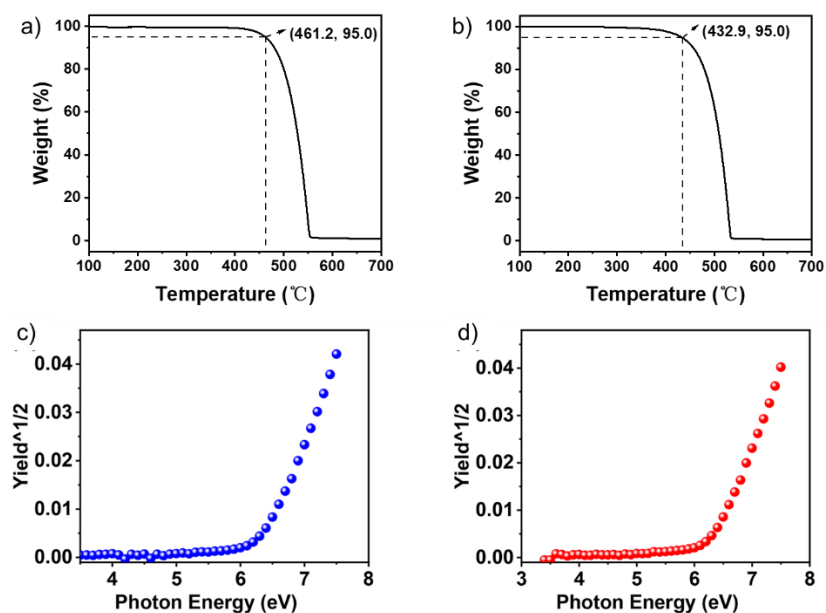 a)
(461.2, 95.0)
Weight (%)
100
80
60
40
20
0
100 200 300 400 500 600 700
Temperature (℃)
b)
(432.9, 95.0)
Weight (%)
100
80
60
40
20
0
100 200 300 400 500 600 700
Temperature (℃)
c)
Yield^1/2
0.04
0.03
0.02
0.01
0.00
4 5 6 7 8
Photon Energy (eV)
d)
Yield^1/2
0.04
0.03
0.02
0.01
0.00
3 4 5 6 7 8
Photon Energy (eV)